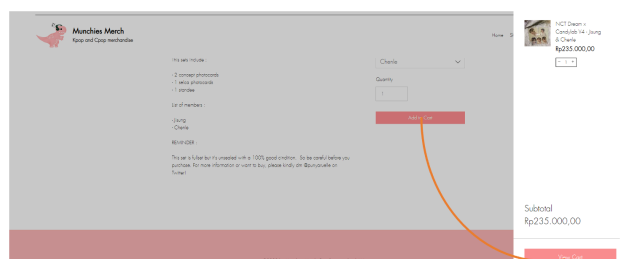 Munchies Merch
Kpop and Cpop merchandise
Home
This sets include :
- 2 concept photocards
- 1 selca photocards
- 1 standee
List of members :
-Jisung
- Chenle
REMINDER :
This set is fullset but its unsealed with a 100% good condition. So be careful before you
purchase. For more information or want to buy, please kindly dm
Twitter!
Chenle
Quantity
1
Add to Cart
NCT Dream x
Candylab V4 - Jisung
& Chenle
Rp235.000,00
- 1 +
Subtotal
Rp235.000,00
View Cart